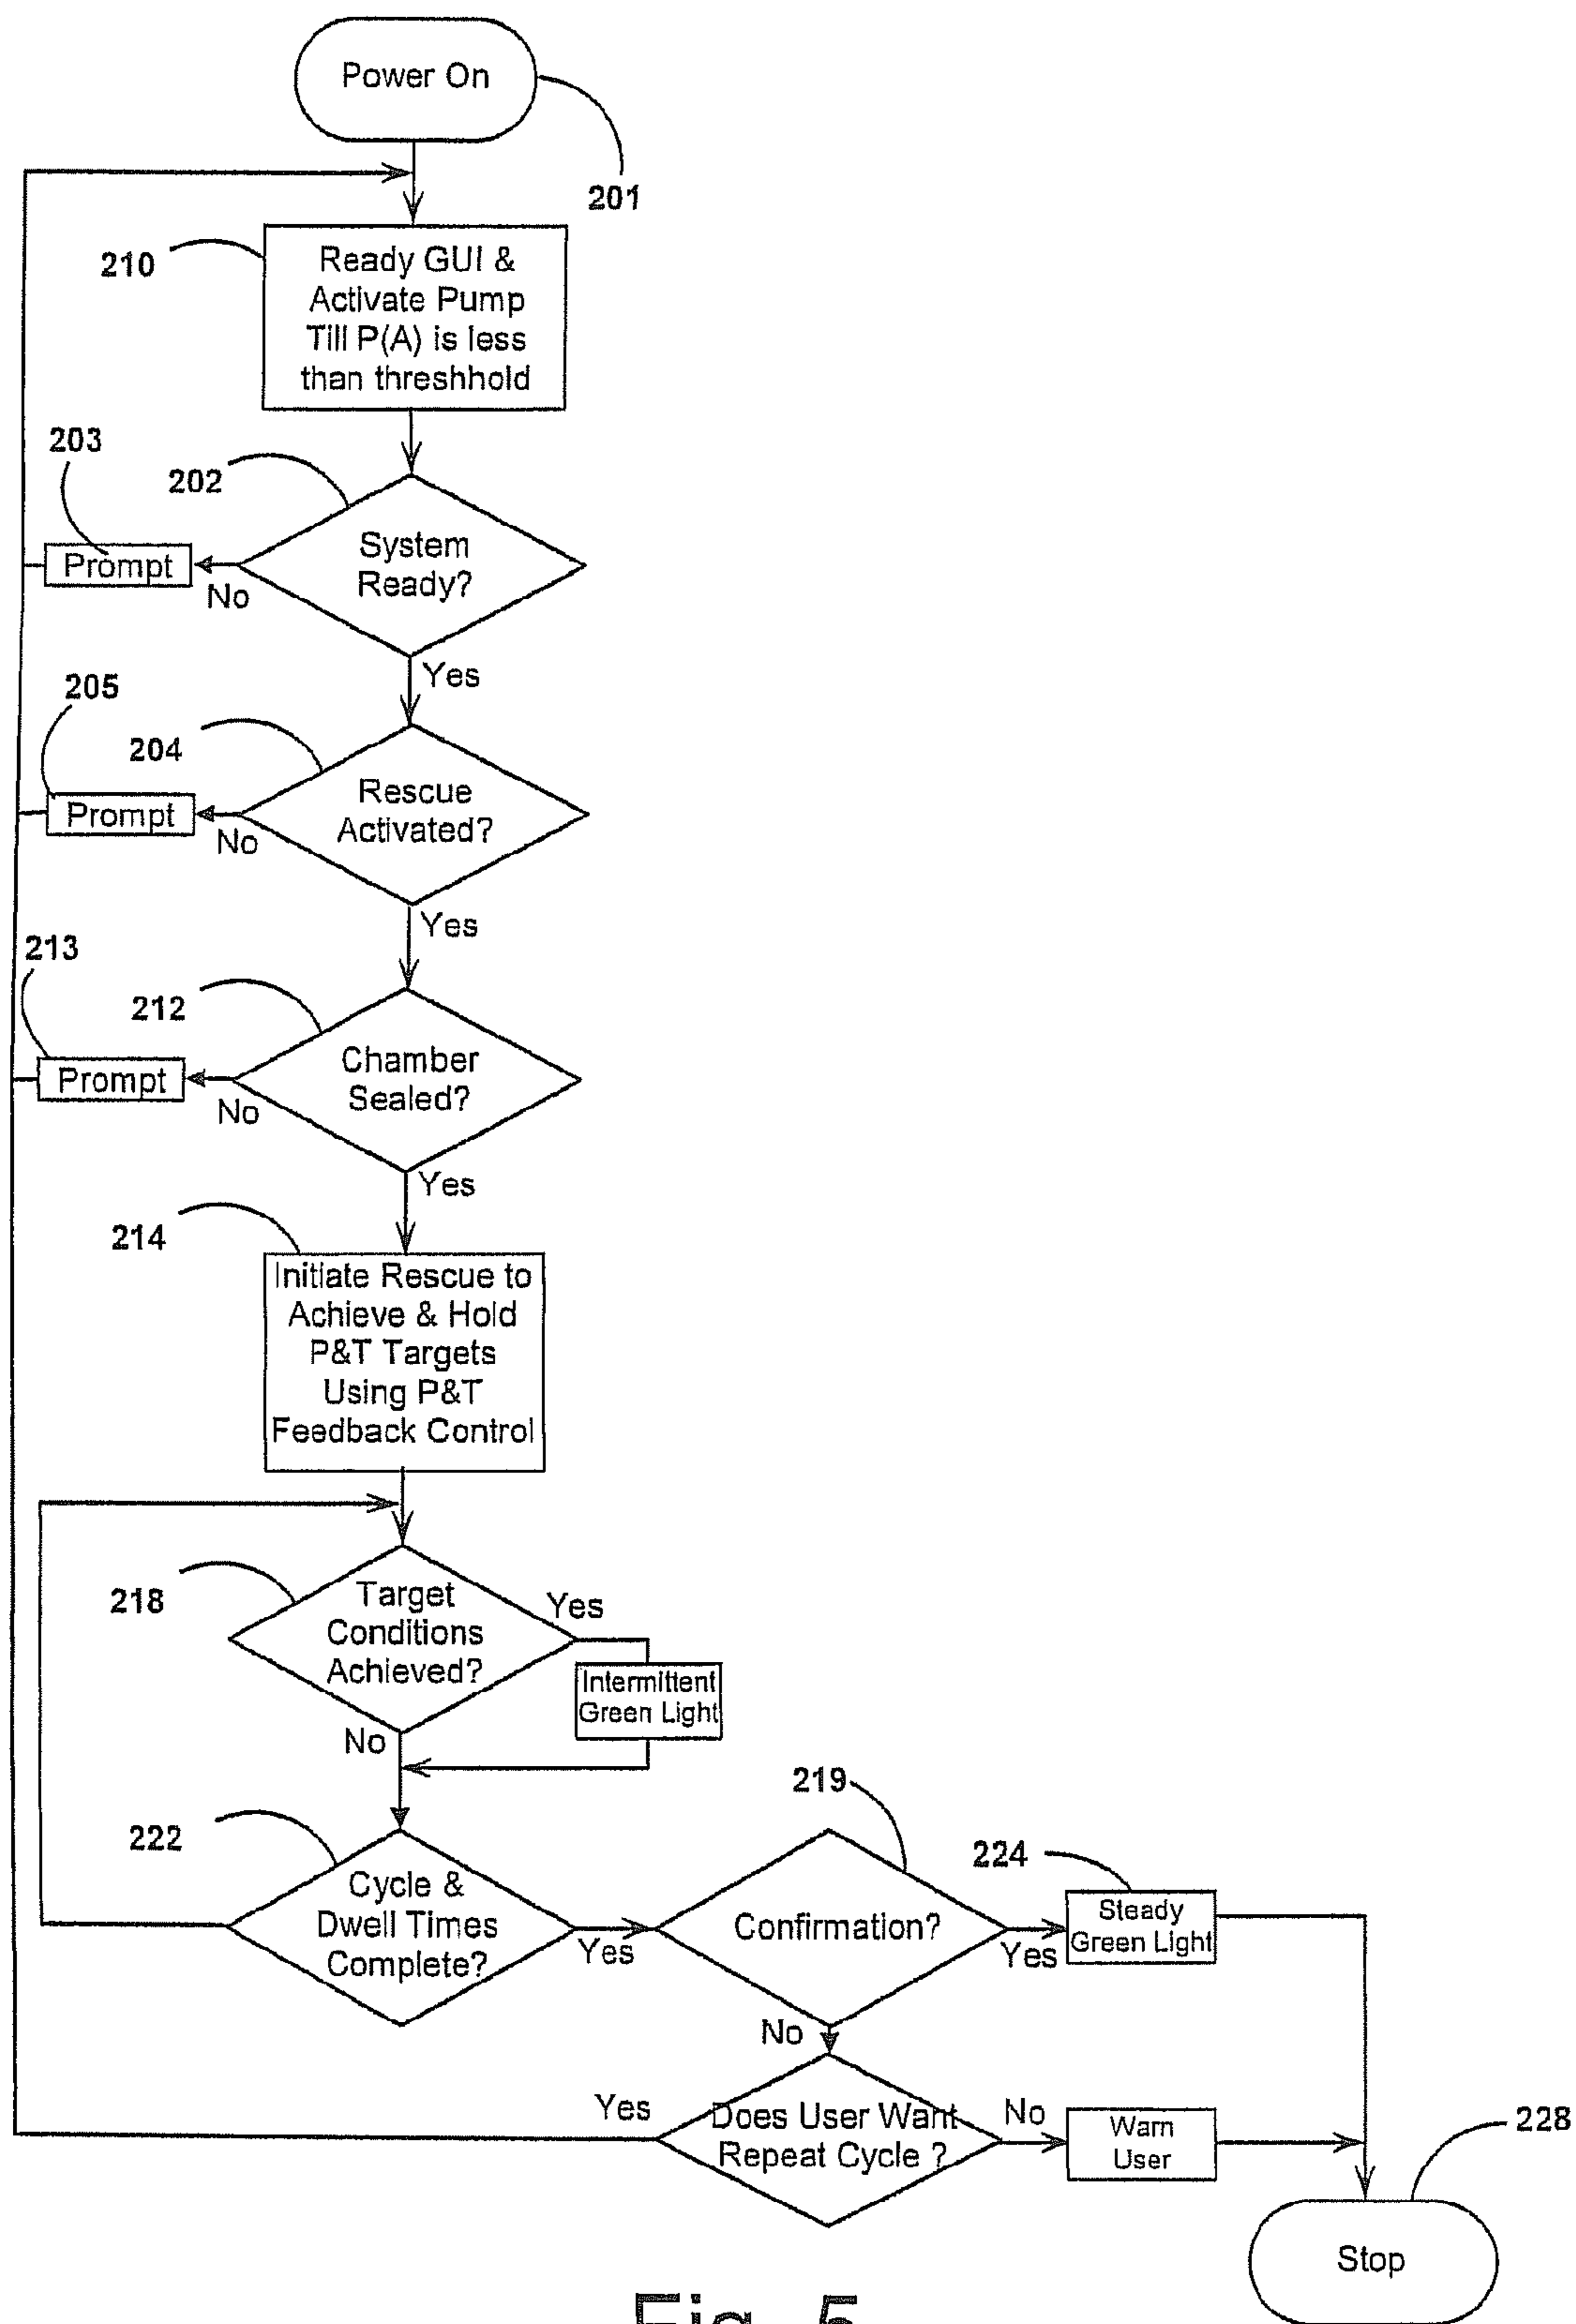 Power On
201
210
Ready GUI &
Activate Pump
Till P(A) is less
than threshhold
203
202
System
Ready?
Prompt
No
Yes
205
204
Rescue
Activated?
Prompt
No
Yes
213
212
Chamber
Sealed?
Prompt
No
Yes
214
Initiate Rescue to
Achieve & Hold
P&T Targets
Using P&T
Feedback Control
218
Target
Conditions
Achieved?
Yes
Intermittent
Green Light
No
222
Cycle &
Dwell Times
Complete?
Yes
219
Confirmation?
Yes
224
Steady
Green Light
No
Does User Want
Repeat Cycle ?
Yes
No
Warn
User
228
Stop
Fig. 5